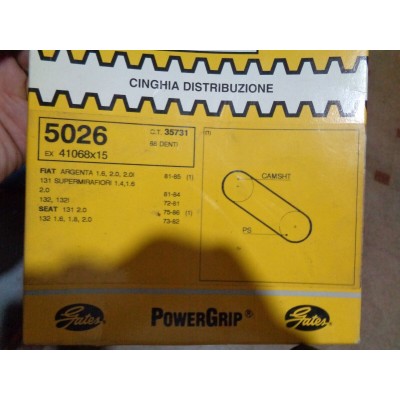 CINGHIA DISTRIBUZIONE
5026
C.T. 35731
68 DENTI
EX 41068x15
FIAT ARGENTA 1.6, 2.0, 2.0i 81-85 (1)
131 SUPERMIRAFIORI 1.4,1.6
2.0 81-84
132, 132i 72-81
SEAT 131 2.0 75-86 (1)
132 1.6, 1.8, 2.0 73-82
(1)
CAMSHT
PS
Gates
POWERGRIP®
Gates